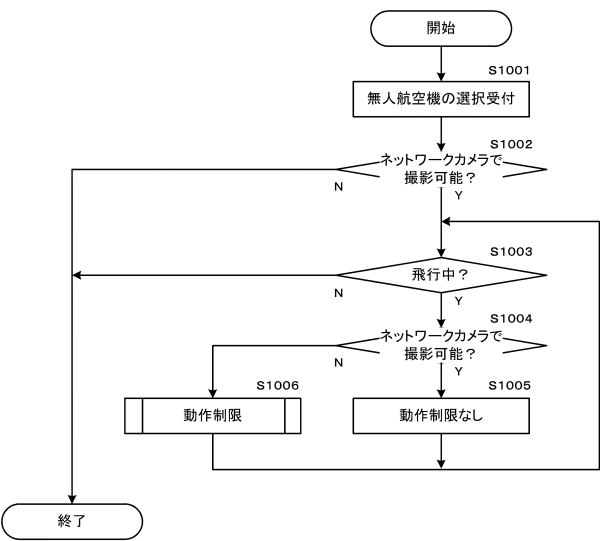 開始
S1001
無人航空機の選択受付
S1002
ネットワークカメラで
撮影可能？
N
Y
S1003
飛行中？
N
Y
S1004
ネットワークカメラで
撮影可能？
N
Y
S1006
動作制限
S1005
動作制限なし
終了